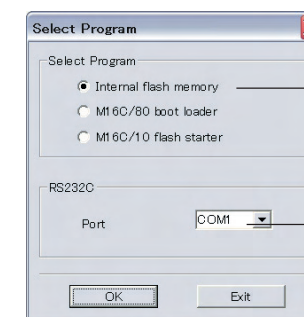 Select Program
Select Program
Internal flash memory
M16C/80 boot loader
M16C/10 flash starter
RS232C
Port COM1
OK Exit